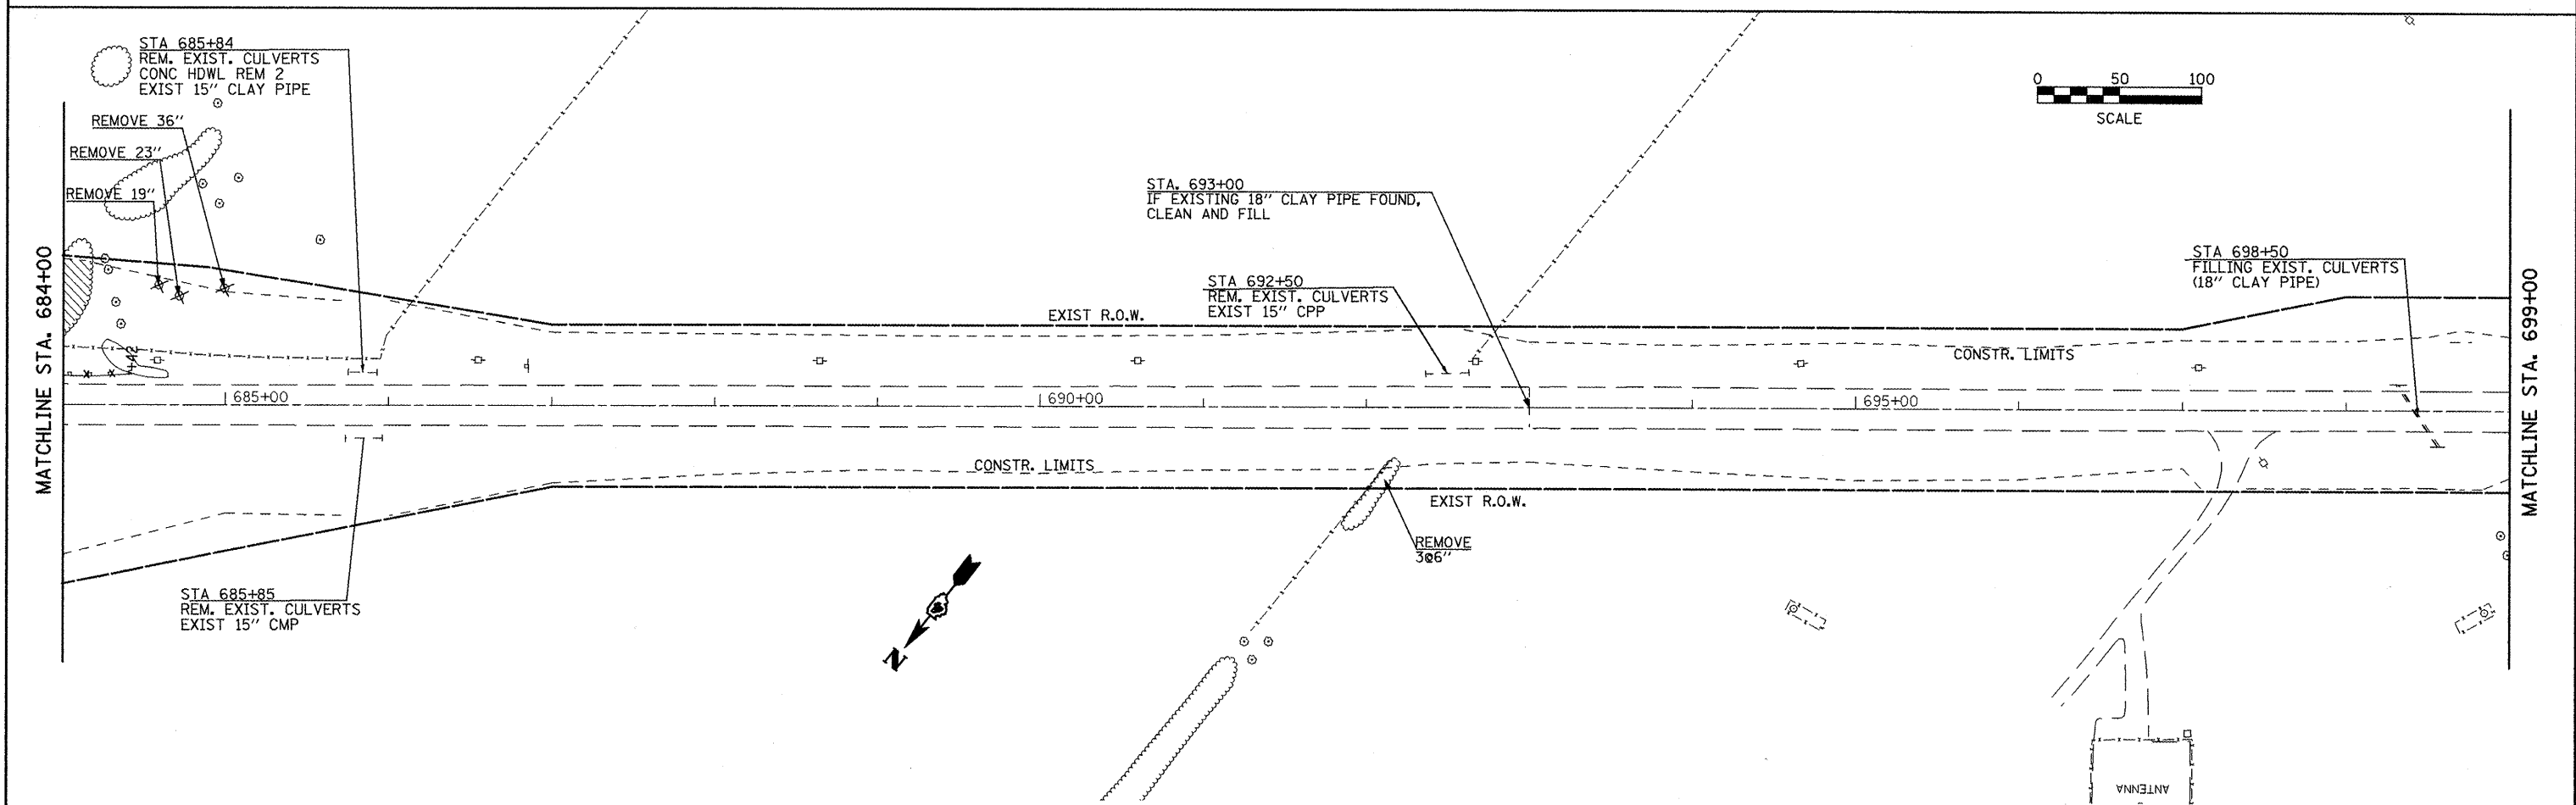 STA 685+84
REM. EXIST. CULVERTS
CONC HDWL REM 2
EXIST 15" CLAY PIPE
REMOVE 36"
REMOVE 23"
REMOVE 19"
0 50 100
SCALE
STA. 693+00
IF EXISTING 18" CLAY PIPE FOUND,
CLEAN AND FILL
STA 692+50
REM. EXIST. CULVERTS
EXIST 15" CPP
STA 698+50
FILLING EXIST. CULVERTS
(18" CLAY PIPE)
MATCHLINE STA. 684+00
EXIST R.O.W.
CONSTR. LIMITS
MATCHLINE STA. 699+00
685+00
690+00
695+00
CONSTR. LIMITS
EXIST R.O.W.
REMOVE
3@6"
STA 685+85
REM. EXIST. CULVERTS
EXIST 15" CMP
N
ANTENNA